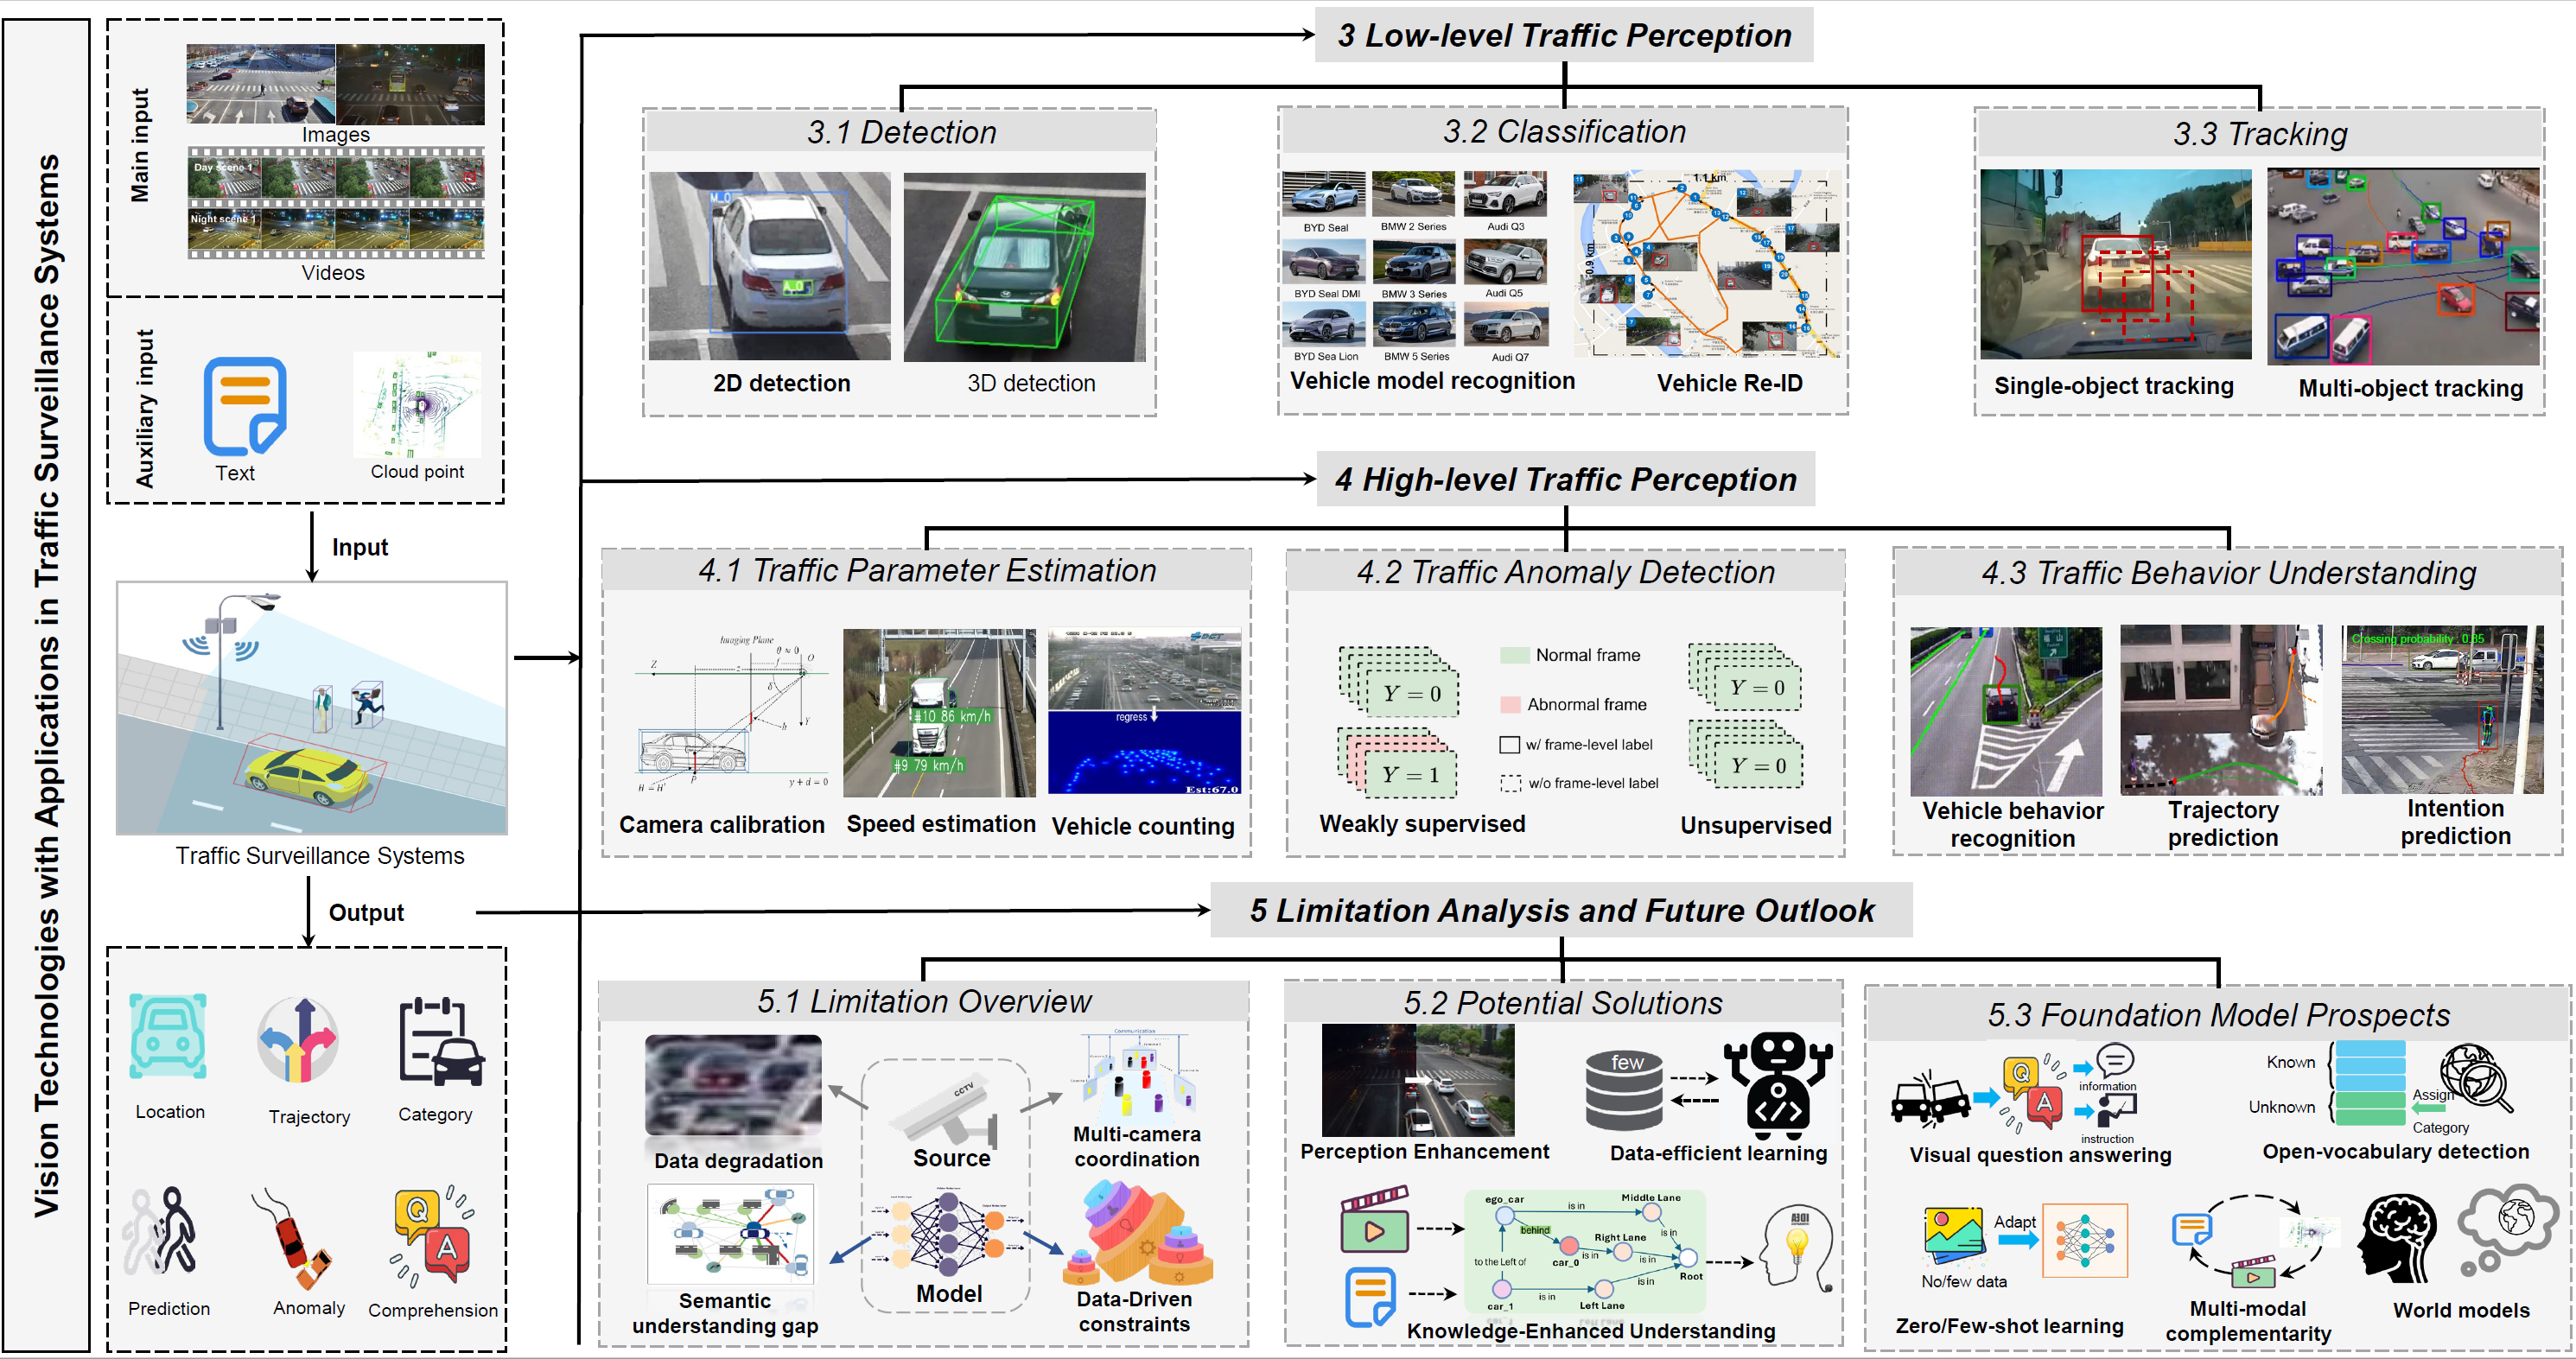 Vision Technologies with Applications in Traffic Surveillance Systems
Main input
Images
Day scene 1
Night scene 1
Videos
Auxiliary input
Text
Cloud point
Input
Traffic Surveillance Systems
Output
Location
Trajectory
Category
Prediction
Anomaly
Q
A
Comprehension
3 Low-level Traffic Perception
3.1 Detection
M_0
A_0
2D detection
3D detection
3.2 Classification
BYD Seal
BMW 2 Series
Audi Q3
BYD Seal DMI
BMW 3 Series
Audi Q5
BYD Sea Lion
BMW 5 Series
Audi Q7
Vehicle model recognition
1.1 km
0.9 km
Vehicle Re-ID
3.3 Tracking
Single-object tracking
Multi-object tracking
4 High-level Traffic Perception
4.1 Traffic Parameter Estimation
Imaging Plane
θ ≈ 0
O
Z
z
f
δ
Y
h
P
H = H'
y + d = 0
Camera calibration
#10 86 km/h
#9 79 km/h
Speed estimation
regress
Est:67.0
Vehicle counting
4.2 Traffic Anomaly Detection
Y = 0
Y = 1
Weakly supervised
Normal frame
Abnormal frame
w/ frame-level label
w/o frame-level label
Y = 0
Y = 0
Unsupervised
4.3 Traffic Behavior Understanding
Vehicle behavior
recognition
Trajectory
prediction
Crossing probability : 0.85
Intention
prediction
5 Limitation Analysis and Future Outlook
5.1 Limitation Overview
Data degradation
CCTV
Source
Communication
Multi-camera
coordination
Semantic
understanding gap
Model
Data-Driven
constraints
5.2 Potential Solutions
Perception Enhancement
few
Data-efficient learning
ego_car
Middle Lane
is in
behind
Right Lane
is in
car_0
is in
to the Left of
Root
is in
car_1
is in
Left Lane
Knowledge-Enhanced Understanding
5.3 Foundation Model Prospects
Q
A
information
instruction
Visual question answering
Known
Unknown
Assign
Category
Open-vocabulary detection
Adapt
No/few data
Zero/Few-shot learning
Multi-modal
complementarity
World models